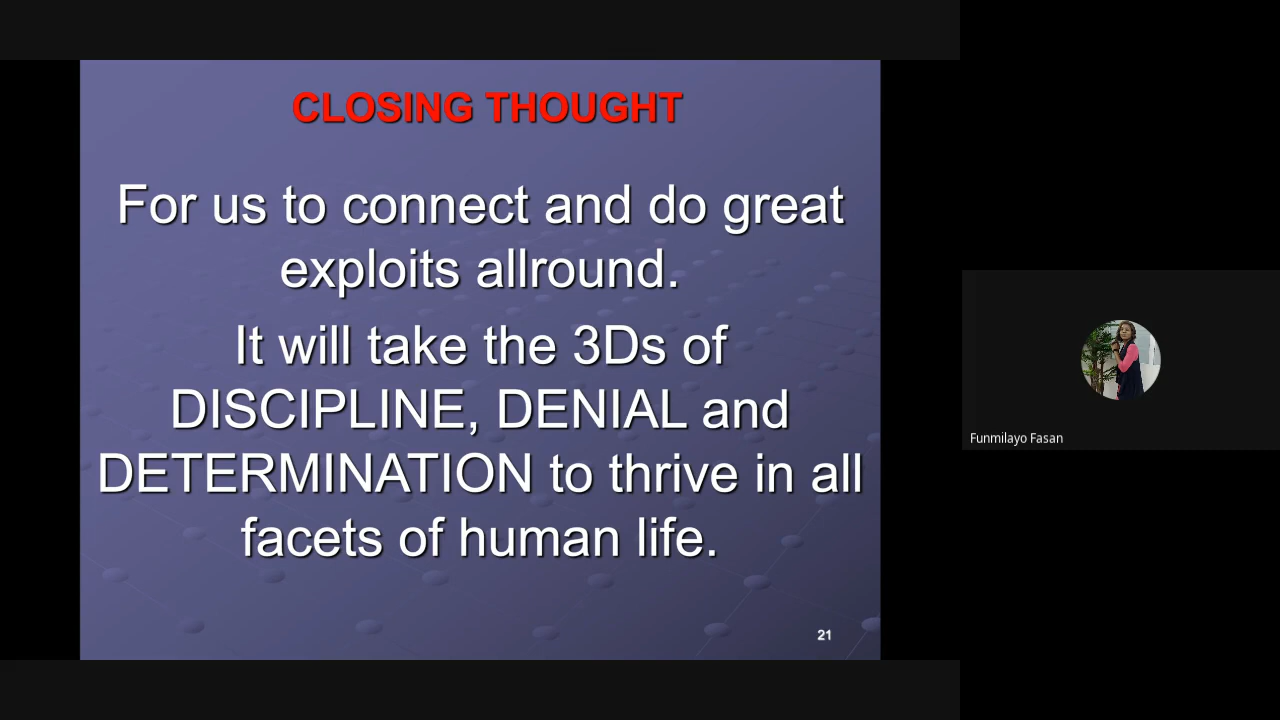 CLOSING THOUGHT
For us to connect and do great
exploits allround.
It will take the 3Ds of
DISCIPLINE, DENIAL and
DETERMINATION to thrive in all
facets of human life.
21
Funmilayo Fasan